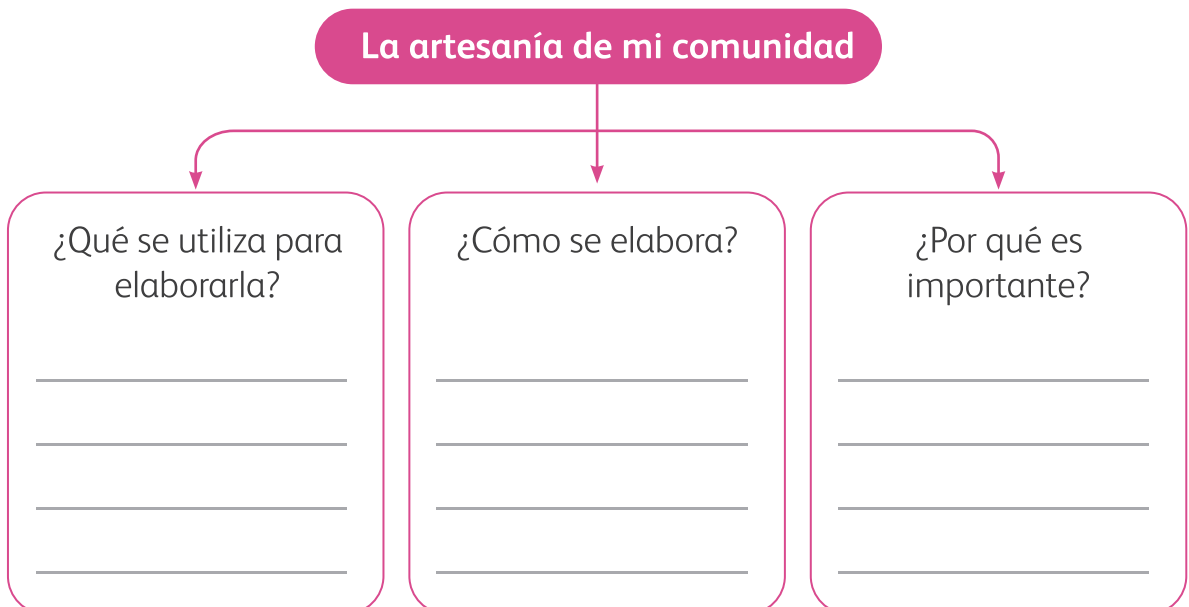 La artesanía de mi comunidad
¿Qué se utiliza para
elaborarla?
¿Cómo se elabora?
¿Por qué es
importante?